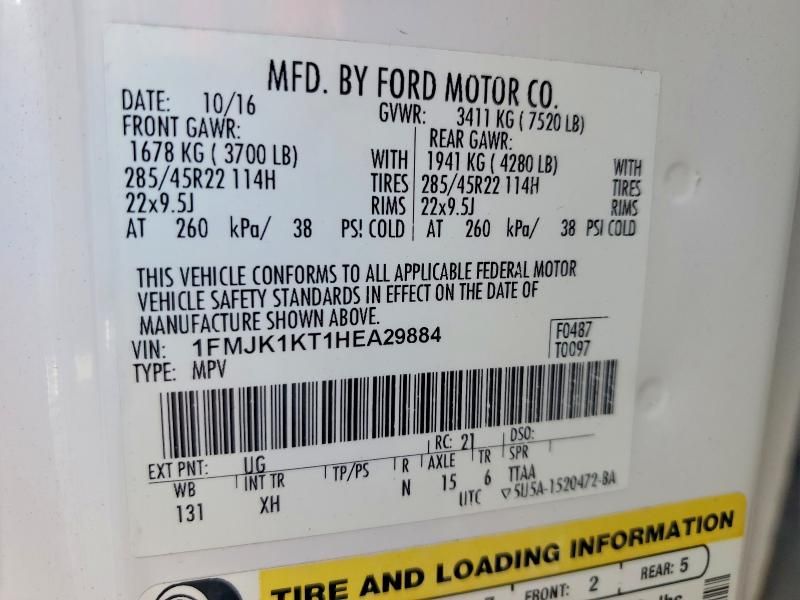 MFD. BY FORD MOTOR CO.
DATE: 10/16 GVWR: 3411 KG ( 7520 LB)
FRONT GAWR: REAR GAWR:
1678 KG ( 3700 LB) WITH 1941 KG ( 4280 LB) WITH
285/45R22 114H TIRES 285/45R22 114H TIRES
22x9.5J RIMS 22x9.5J RIMS
AT 260 kPa/ 38 PSI COLD AT 260 kPa/ 38 PSI COLD
THIS VEHICLE CONFORMS TO ALL APPLICABLE FEDERAL MOTOR
VEHICLE SAFETY STANDARDS IN EFFECT ON THE DATE OF
MANUFACTURE SHOWN ABOVE.
VIN: 1FMJK1KT1HEA29884 F0487
TYPE: MPV T0097
EXT PNT: UG RC: 21 DSO:
WB INT TR TP/PS R AXLE TR SPR
131 XH N 15 6 TTAA
UTC ▽5U5A-1520472-BA
TIRE AND LOADING INFORMATION
FRONT: 2 REAR: 5